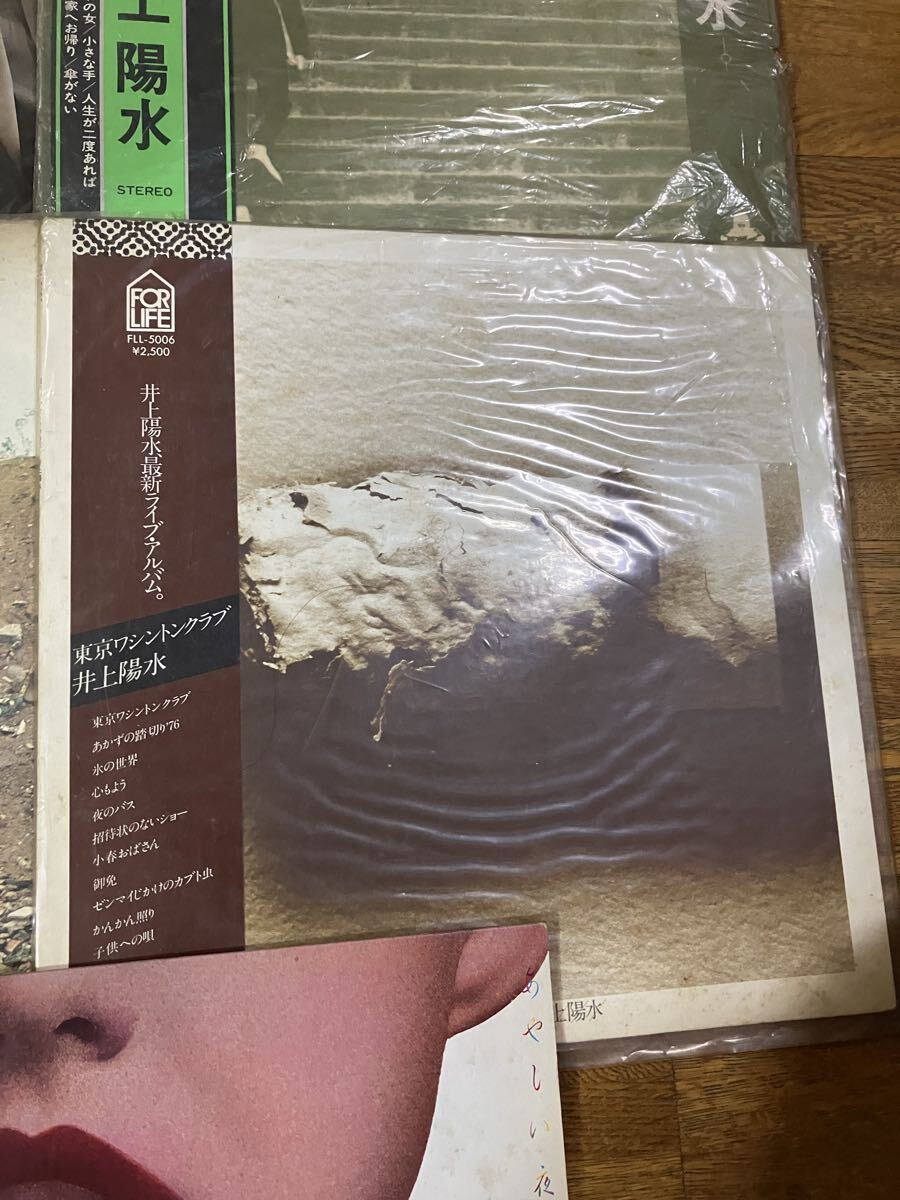 の女/小さな手/人生が二度あれば
家へお帰り/傘がない
上陽水
STEREO
水
FOR
LIFE
FLL-5006
¥2,500
井上陽水、最新ライブ・アルバム。
東京ワシントンクラブ
井上陽水
東京ワシントンクラブ
あかずの踏切り'76
氷の世界
心もよう
夜のバス
招待状のないショー
小春おばさん
御免
ゼンマイじかけのカブト虫
かんかん照り
子供への唄
上陽水
あやしい夜